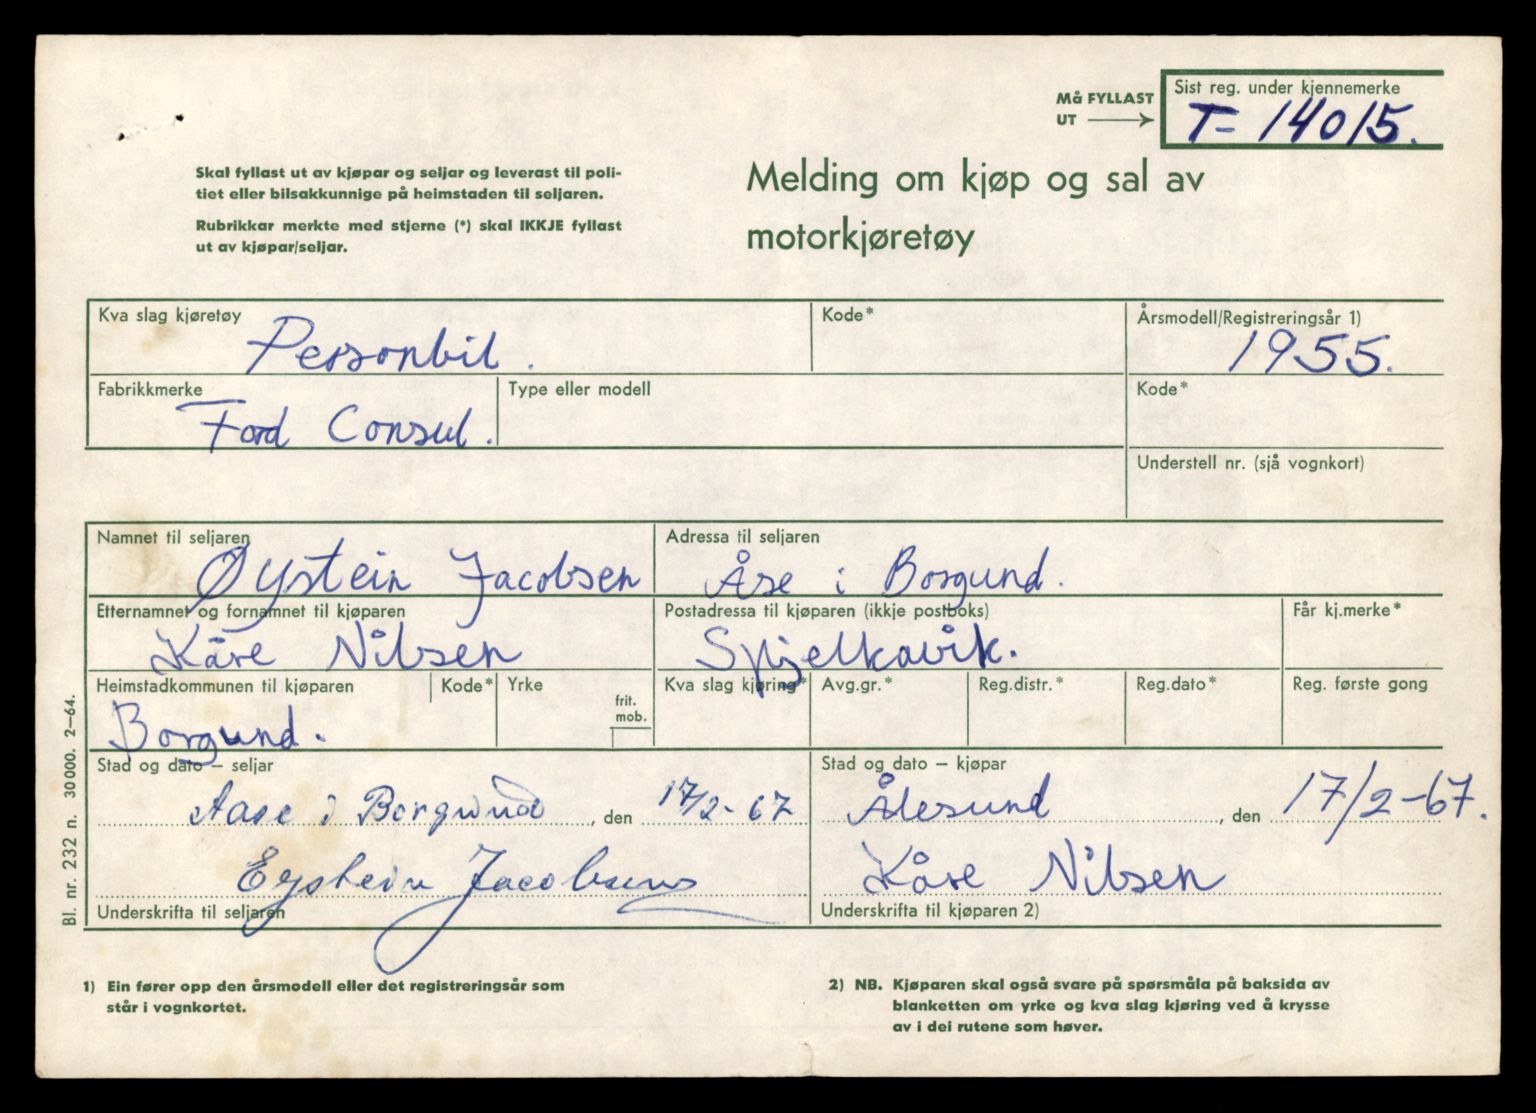 Må FYLLAST
UT
Sist reg. under kjennemerke
T- 14015.
Skal fyllast ut av kjøpar og seljar og leverast til poli-
tiet eller bilsakkunnige på heimstaden til seljaren.
Rubrikkar merkte med stjerne (*) skal IKKJE fyllast
ut av kjøpar/seljar.
Melding om kjøp og sal av
motorkjøretøy
Kva slag kjøretøy
Personbil.
Kode*
Årsmodell/Registreringsår 1)
1955.
Fabrikkmerke
Ford Consul.
Type eller modell
Kode*
Understell nr. (sjå vognkort)
Namnet til seljaren
Øystein Jacobsen
Adressa til seljaren
Åse i Borgund.
Etternamnet og fornamnet til kjøparen
Kåre Nilsen
Postadressa til kjøparen (ikkje postboks)
Spjelkavik.
Får kj.merke*
Heimstadkommunen til kjøparen
Borgund.
Kode*
Yrke
frit.
mob.
Kva slag kjøring*
Avg.gr.*
Reg.distr.*
Reg.dato*
Reg. første gong
Stad og dato – seljar
Aase i Borgund, den 17/2-67
Eystein Jacobsen
Underskrifta til seljaren
Stad og dato – kjøpar
Ålesund, den 17/2-67.
Kåre Nilsen
Underskrifta til kjøparen 2)
Bl. nr. 232 n. 30000. 2–64.
1) Ein fører opp den årsmodell eller det registreringsår som
står i vognkortet.
2) NB. Kjøparen skal også svare på spørsmåla på baksida av
blanketten om yrke og kva slag kjøring ved å krysse
av i dei rutene som høver.